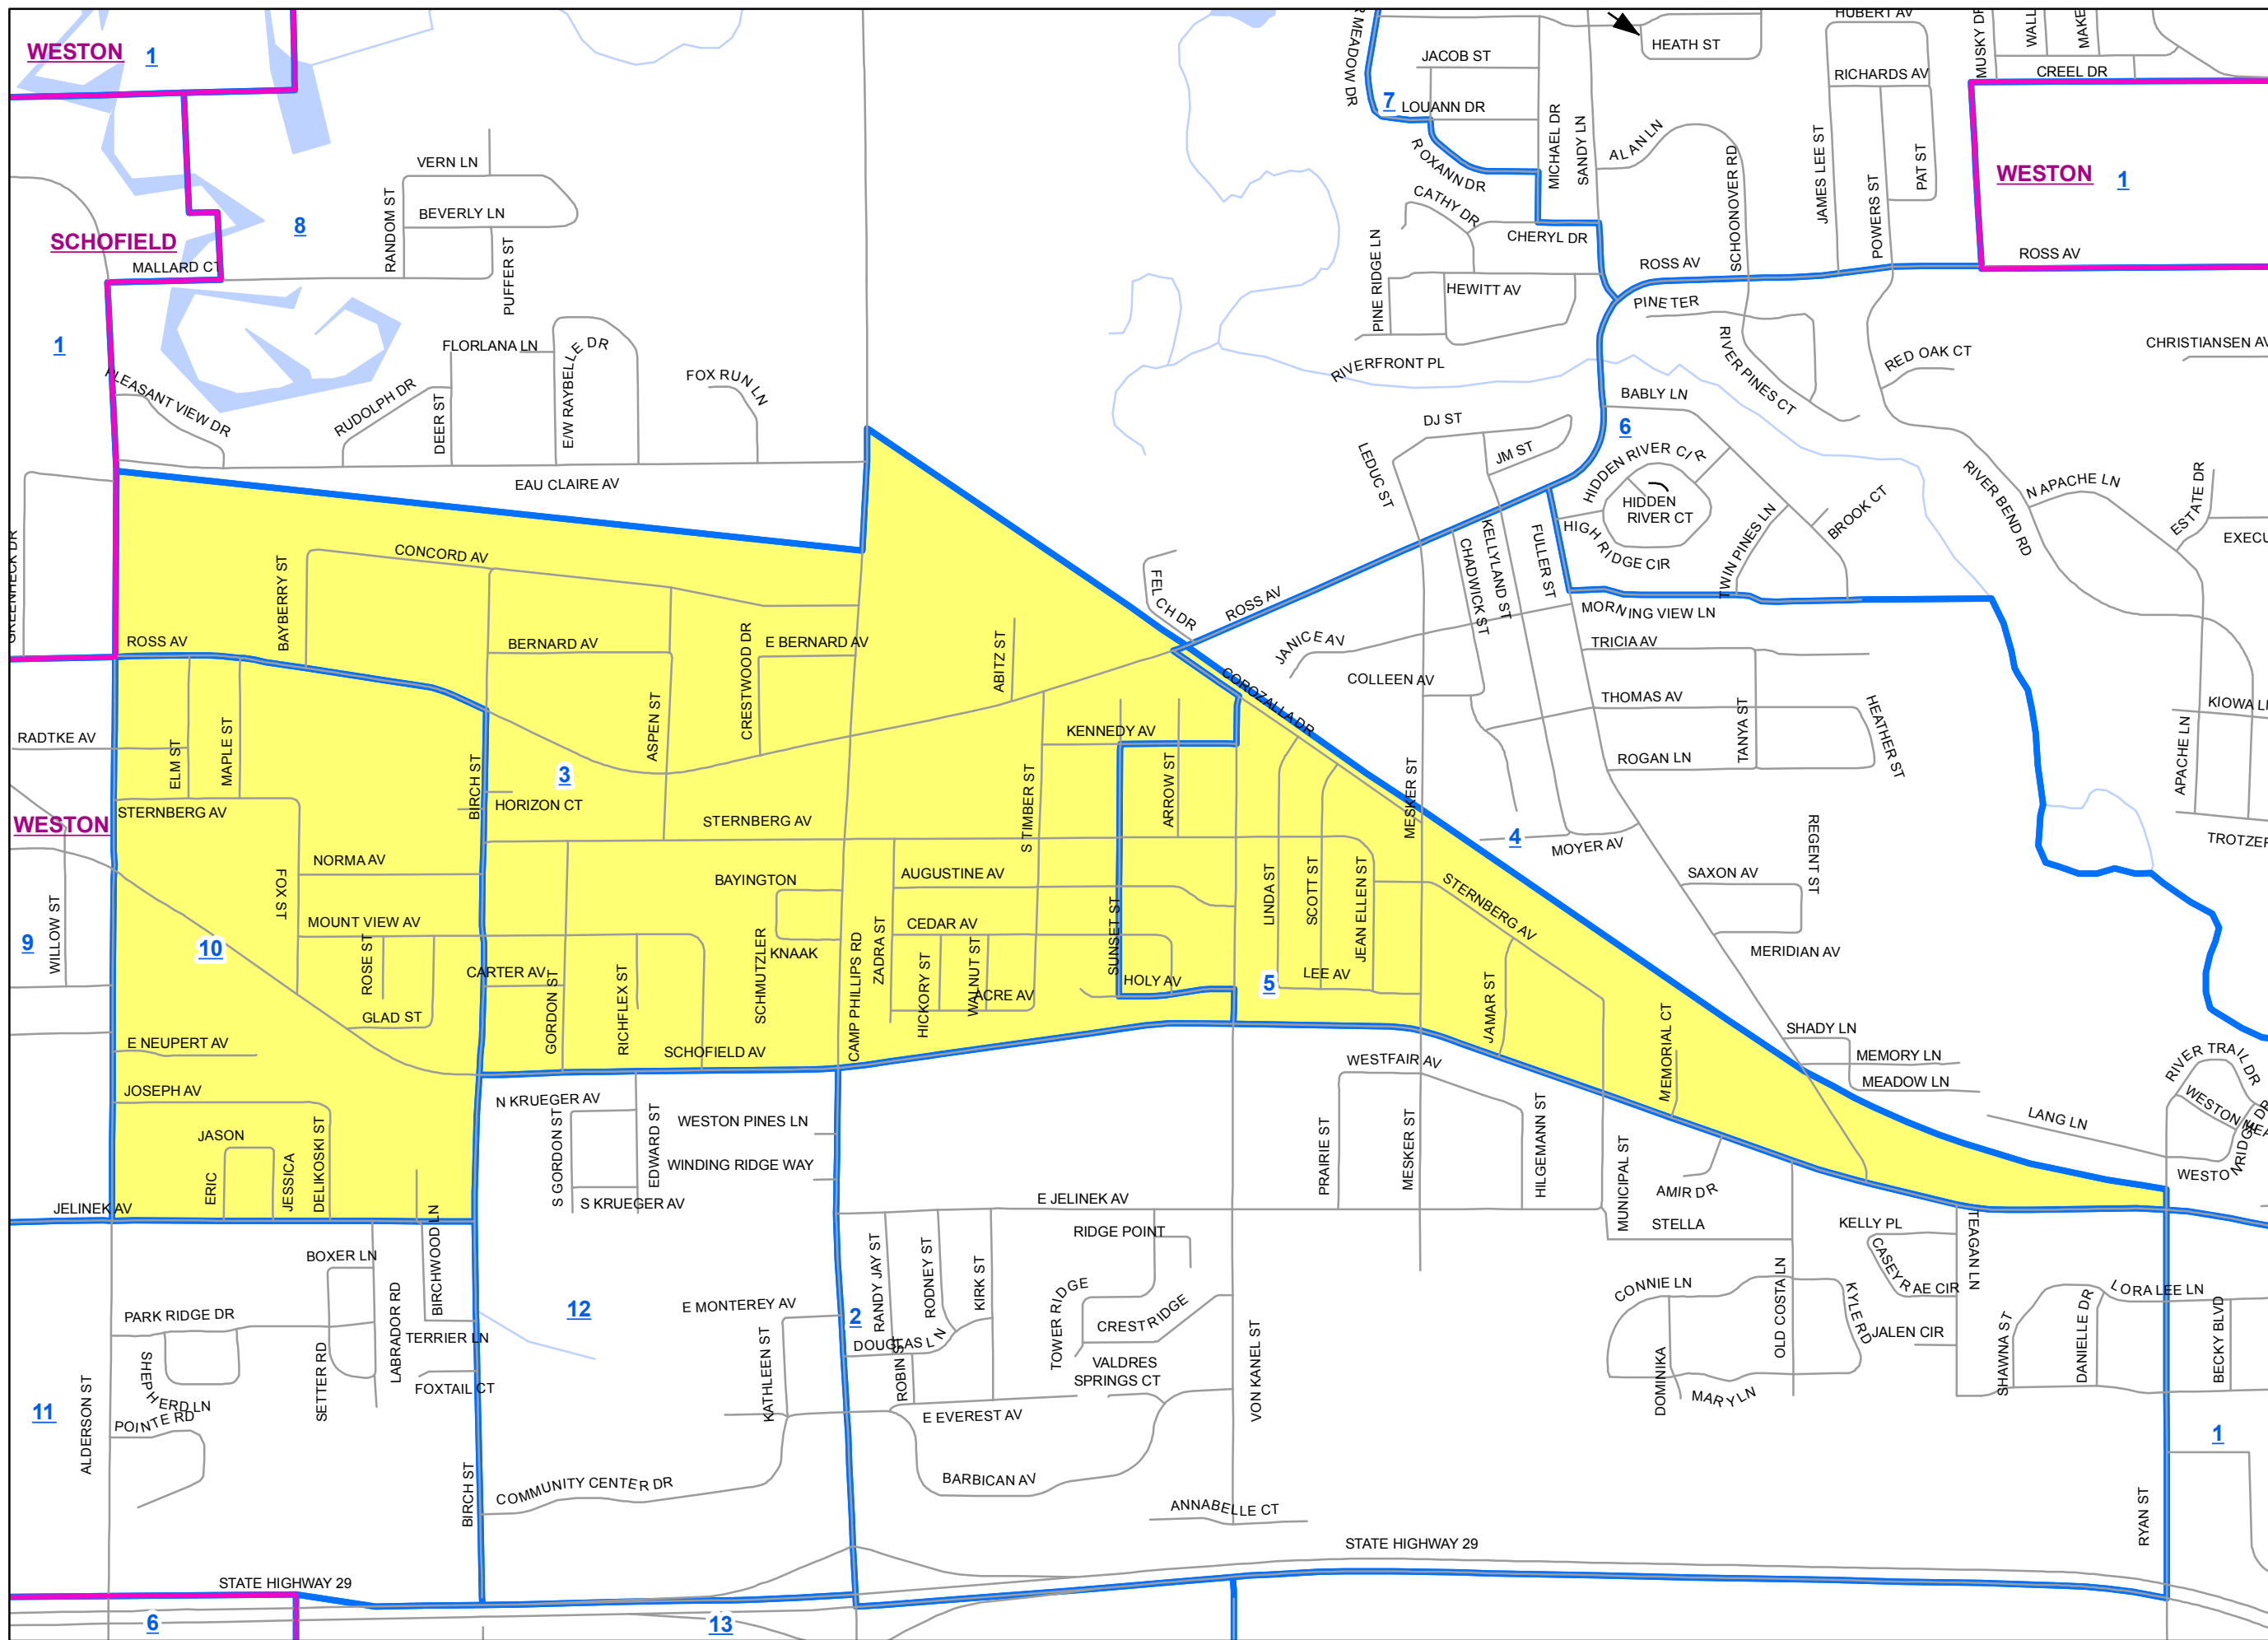 WESTON 1
SCHOFIELD
8
1
VERN LN
RANDOM ST
BEVERLY LN
PUFFER ST
MALLARD CT
PLEASANT VIEW DR
RUDOLPH DR
FLORLANA LN
DEER ST
E/W RAYBELLE DR
FOX RUN LN
EAU CLAIRE AV
R MEADOW DR
JACOB ST
7
LOUANN DR
ROXANN DR
MICHAEL DR
SANDY LN
HEATH ST
ALAN LN
SCHOONOVER RD
HUBERT AV
RICHARDS AV
JAMES LEE ST
POWERS ST
PAT ST
MUSKY DR
WALL
MAKE
CREEL DR
WESTON 1
ROSS AV
CATHY DR
CHERYL DR
PINE RIDGE LN
HEWITT AV
RIVERFRONT PL
ROSS AV
PINE TER
RIVER PINES CT
RED OAK CT
CHRISTIANSEN AV
BABLY LN
6
DJ ST
JM ST
LEDUC ST
HIDDEN RIVER CIR
HIDDEN
RIVER CT
HIGH RIDGE CIR
TWIN PINES LN
BROOK CT
RIVER BEND RD
N APACHE LN
ESTATE DR
EXECU
GREENHECK DR
CONCORD AV
BAYBERRY ST
ROSS AV
BERNARD AV
CRESTWOOD DR
E BERNARD AV
ABITZ ST
FELCH DR
ROSS AV
JANICE AV
COLLEEN AV
CHADWICK ST
KELLYLAND ST
FULLER ST
MORNING VIEW LN
TRICIA AV
THOMAS AV
TANYA ST
HEATHER ST
ROGAN LN
KIOWA LN
APACHE LN
TROTZER
RADTKE AV
ELM ST
MAPLE ST
BIRCH ST
3
ASPEN ST
KENNEDY AV
COROZALLA DR
HORIZON CT
STERNBERG AV
STERNBERG AV
S TIMBER ST
ARROW ST
MESKER ST
4
MOYER AV
SAXON AV
REGENT ST
MERIDIAN AV
WESTON
NORMA AV
FOX ST
BAYINGTON
AUGUSTINE AV
LINDA ST
SCOTT ST
JEAN ELLEN ST
STERNBERG AV
9
WILLOW ST
10
MOUNT VIEW AV
ROSE ST
GLAD ST
CARTER AV
GORDON ST
RICHFLEX ST
SCHMUTZLER
KNAAK
CAMP PHILLIPS RD
ZADRA ST
CEDAR AV
HICKORY ST
WALNUT ST
ACRE AV
SUNSET ST
HOLY AV
5
LEE AV
JAMAR ST
MEMORIAL CT
SHADY LN
MEMORY LN
MEADOW LN
E NEUPERT AV
SCHOFIELD AV
JOSEPH AV
JASON
ERIC
JESSICA
DELIKOSKI ST
JELINEK AV
N KRUEGER AV
S GORDON ST
EDWARD ST
S KRUEGER AV
WESTON PINES LN
WINDING RIDGE WAY
WESTFAIR AV
PRAIRIE ST
MESKER ST
HILGEMANN ST
MUNICIPAL ST
AMIR DR
STELLA
LANG LN
RIVER TRAIL DR
WESTON
RIDGE DR
WESTON
E JELINEK AV
RIDGE POINT
BOXER LN
BIRCHWOOD LN
LABRADOR RD
PARK RIDGE DR
SETTER RD
TERRIER LN
FOXTAIL CT
SHEPHERD LN
POINTE RD
11
ALDERSON ST
12
E MONTEREY AV
2
KATHLEEN ST
RANDY JAY ST
RODNEY ST
KIRK ST
DOUGLAS LN
ROBIN ST
TOWER RIDGE
CREST RIDGE
VALDRES
SPRINGS CT
VON KANEL ST
E EVEREST AV
BARBICAN AV
ANNABELLE CT
COMMUNITY CENTER DR
BIRCH ST
CONNIE LN
DOMINIKA
MARY LN
OLD COSTA LN
KYLE RD
KELLY PL
CASEY RAE CIR
JALEN CIR
TEAGAN LN
SHAWNA ST
DANIELLE DR
LORA LEE LN
BECKY BLVD
1
RYAN ST
STATE HIGHWAY 29
STATE HIGHWAY 29
6
13